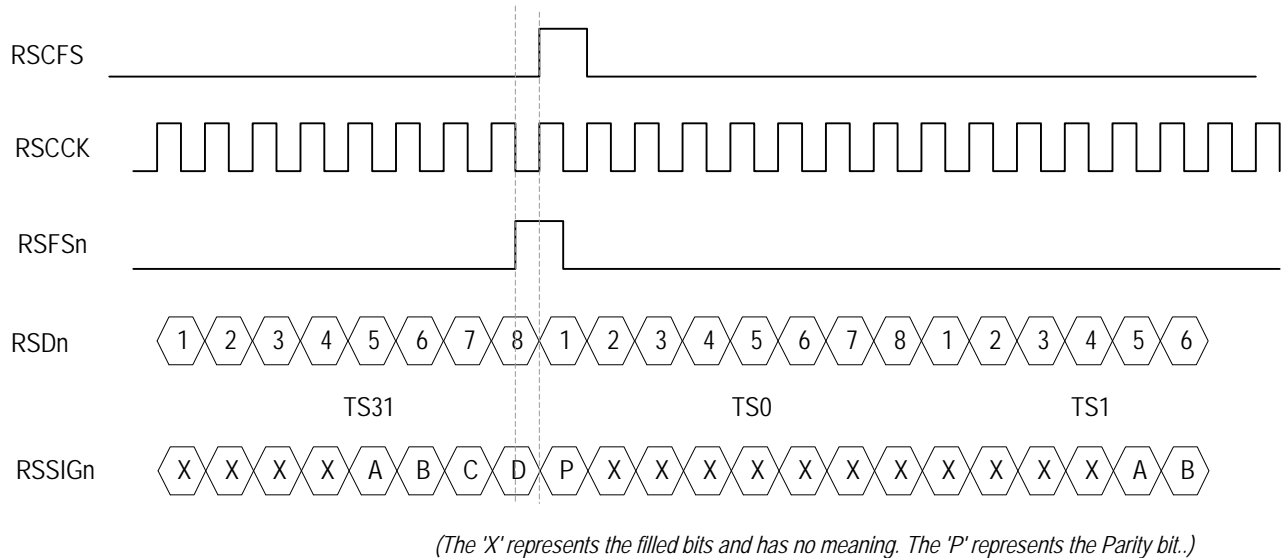 RSCFS
RSCCK
RSFSn
RSDn 1 2 3 4 5 6 7 8 1 2 3 4 5 6 7 8 1 2 3 4 5 6
TS31 TS0 TS1
RSSIGn X X X X A B C D P X X X X X X X X X X X A B
(The 'X' represents the filled bits and has no meaning. The 'P' represents the Parity bit..)